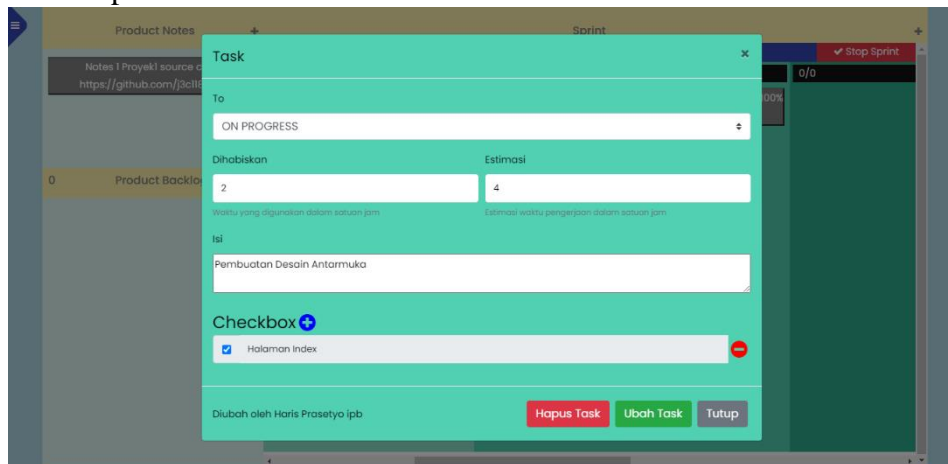 Product Notes +
Sprint +
Notes 1 Proyek1 source c
https://github.com/j3c118
Stop Sprint
0/0
100%
0 Product Backlo
Task ×
To
ON PROGRESS
Dihabiskan Estimasi
2 4
Waktu yang digunakan dalam satuan jam Estimasi waktu pengerjaan dalam satuan jam
Isi
Pembuatan Desain Antarmuka
Checkbox
Halaman Index
Diubah oleh Haris Prasetyo ipb Hapus Task Ubah Task Tutup